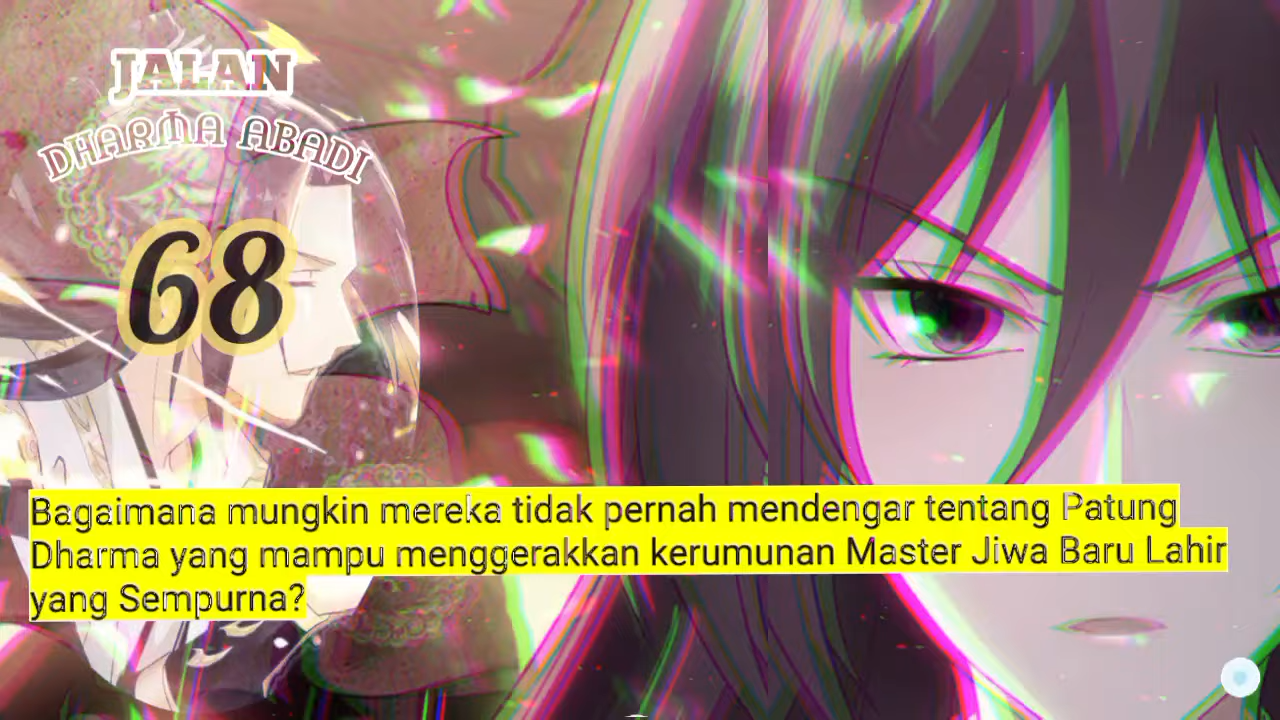 JALAN
DHARMA ABADI
68
Bagaimana mungkin mereka tidak pernah mendengar tentang Patung
Dharma yang mampu menggerakkan kerumunan Master Jiwa Baru Lahir
yang Sempurna?